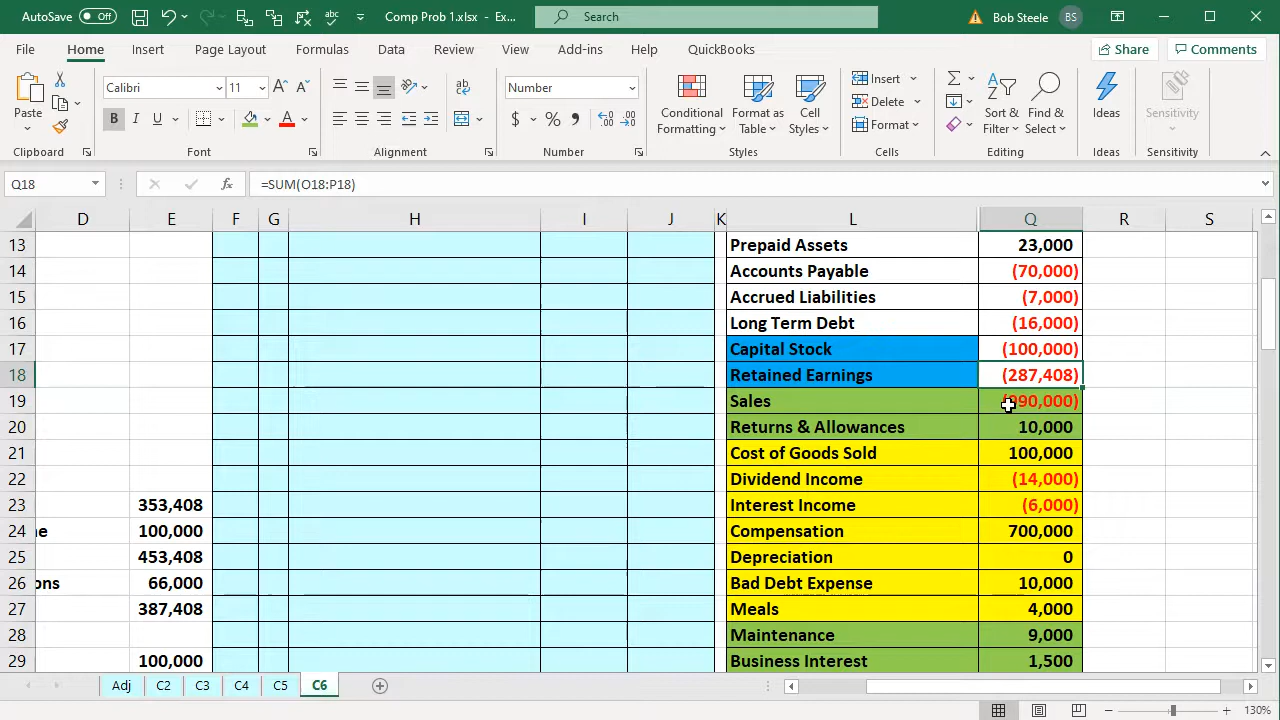 AutoSave Off Comp Prob 1.xlsx - Ex... Search Bob Steele BS
File Home Insert Page Layout Formulas Data Review View Add-ins Help QuickBooks Share Comments
Paste Calibri 11 Number Conditional Formatting Format as Table Cell Styles Insert Delete Format Sort & Filter Find & Select Ideas Sensitivity
Clipboard Font Alignment Number Styles Cells Editing Ideas Sensitivity
Q18 fx =SUM(O18:P18)
D E F G H I J K L Q R S
13 Prepaid Assets 23,000
14 Accounts Payable (70,000)
15 Accrued Liabilities (7,000)
16 Long Term Debt (16,000)
17 Capital Stock (100,000)
18 Retained Earnings (287,408)
19 Sales 90,000)
20 Returns & Allowances 10,000
21 Cost of Goods Sold 100,000
22 Dividend Income (14,000)
23 353,408 Interest Income (6,000)
24 ne 100,000 Compensation 700,000
25 453,408 Depreciation 0
26 ons 66,000 Bad Debt Expense 10,000
27 387,408 Meals 4,000
28 Maintenance 9,000
29 100,000 Business Interest 1,500
Adj C2 C3 C4 C5 C6
130%